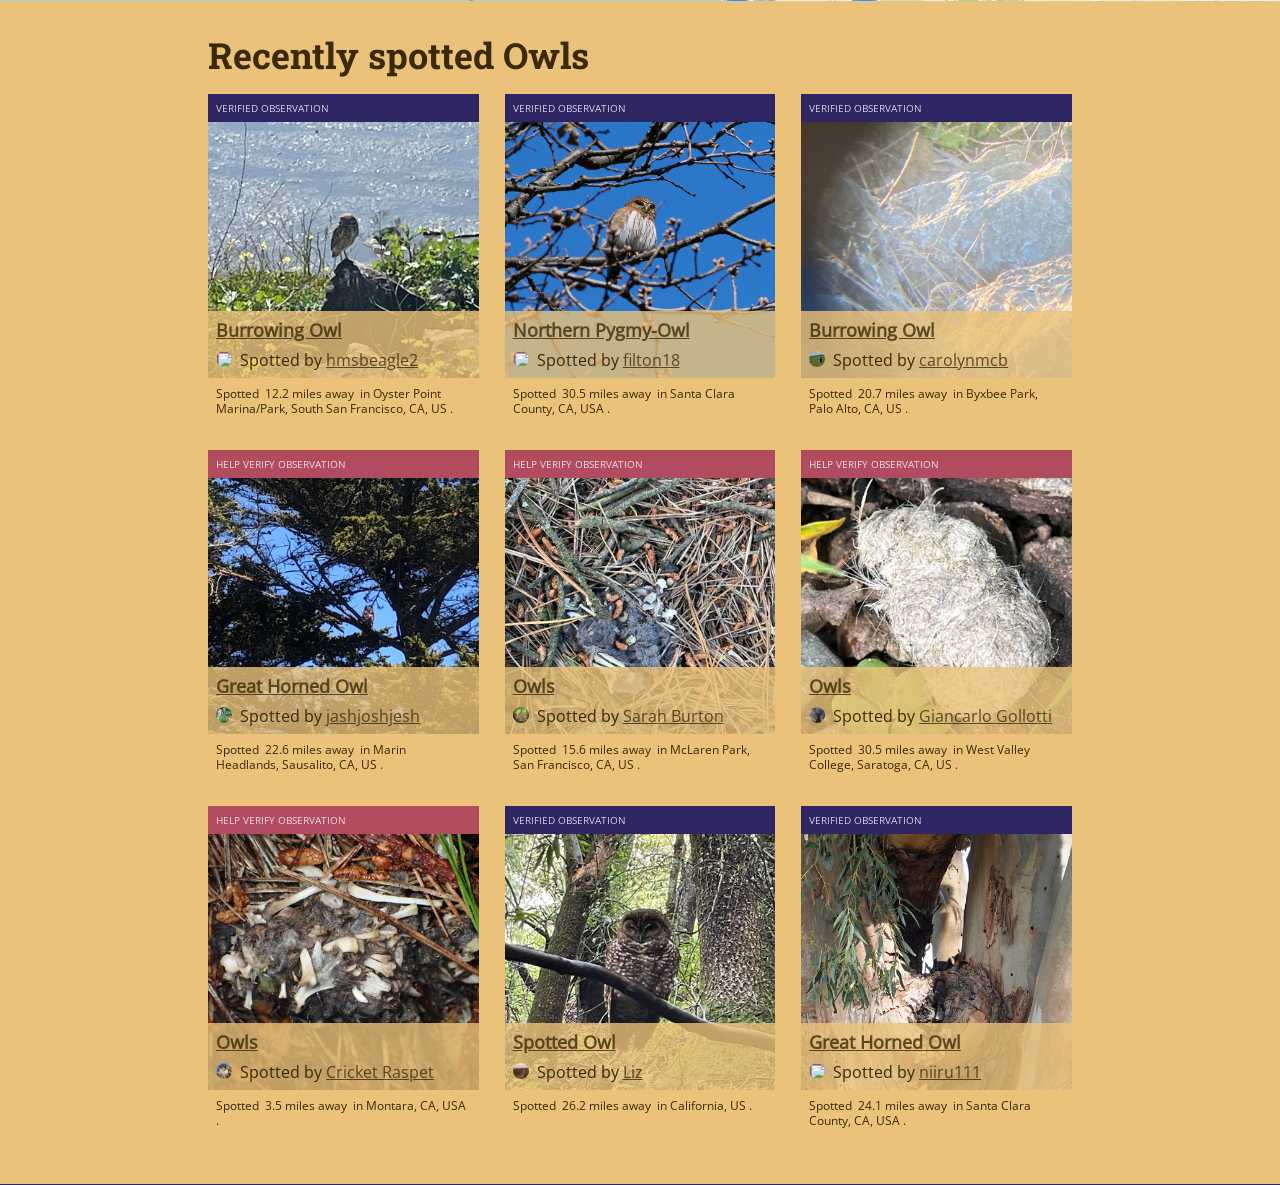 Recently spotted Owls
VERIFIED OBSERVATION
Burrowing Owl
Spotted by hmsbeagle2
Spotted 12.2 miles away in Oyster Point
Marina/Park, South San Francisco, CA, US .
VERIFIED OBSERVATION
Northern Pygmy-Owl
Spotted by filton18
Spotted 30.5 miles away in Santa Clara
County, CA, USA .
VERIFIED OBSERVATION
Burrowing Owl
Spotted by carolynmcb
Spotted 20.7 miles away in Byxbee Park,
Palo Alto, CA, US .
HELP VERIFY OBSERVATION
Great Horned Owl
Spotted by jashjoshjesh
Spotted 22.6 miles away in Marin
Headlands, Sausalito, CA, US .
HELP VERIFY OBSERVATION
Owls
Spotted by Sarah Burton
Spotted 15.6 miles away in McLaren Park,
San Francisco, CA, US .
HELP VERIFY OBSERVATION
Owls
Spotted by Giancarlo Gollotti
Spotted 30.5 miles away in West Valley
College, Saratoga, CA, US .
HELP VERIFY OBSERVATION
Owls
Spotted by Cricket Raspet
Spotted 3.5 miles away in Montara, CA, USA
.
VERIFIED OBSERVATION
Spotted Owl
Spotted by Liz
Spotted 26.2 miles away in California, US .
VERIFIED OBSERVATION
Great Horned Owl
Spotted by niiru111
Spotted 24.1 miles away in Santa Clara
County, CA, USA .